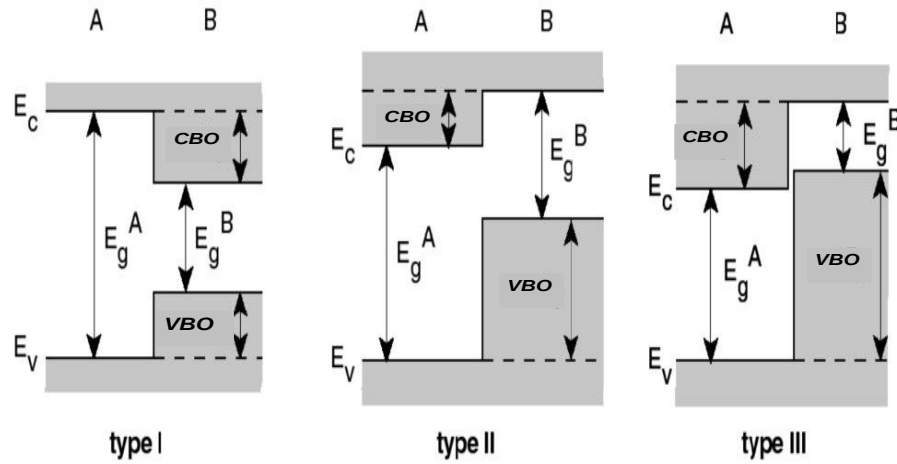 A B
E_c
CBO
E_g^A
E_g^B
VBO
E_v
type I
A B
CBO
E_c
E_g^B
E_g^A
VBO
E_v
type II
A B
CBO
E_g^B
E_c
VBO
E_g^A
E_v
type III